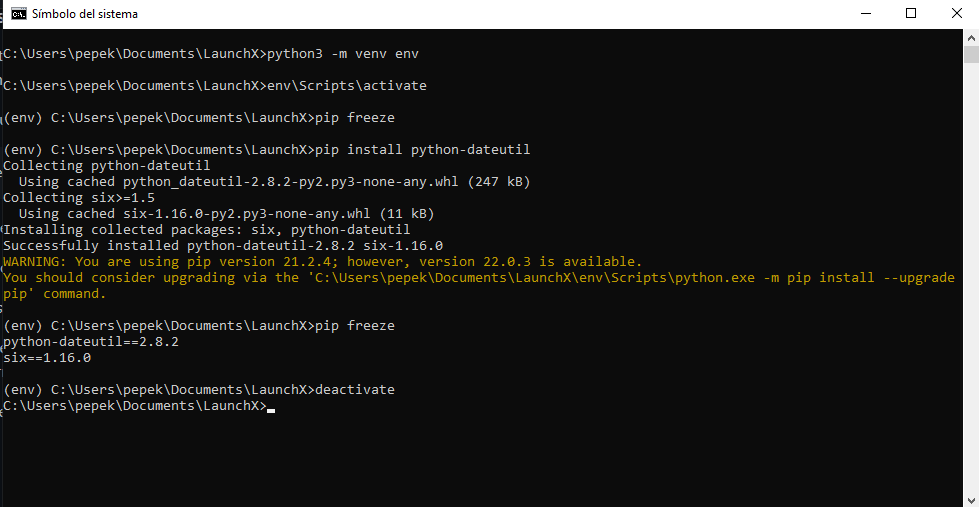 Símbolo del sistema
C:\Users\pepek\Documents\LaunchX>python3 -m venv env
C:\Users\pepek\Documents\LaunchX>env\Scripts\activate
(env) C:\Users\pepek\Documents\LaunchX>pip freeze
(env) C:\Users\pepek\Documents\LaunchX>pip install python-dateutil
Collecting python-dateutil
  Using cached python_dateutil-2.8.2-py2.py3-none-any.whl (247 kB)
Collecting six>=1.5
  Using cached six-1.16.0-py2.py3-none-any.whl (11 kB)
Installing collected packages: six, python-dateutil
Successfully installed python-dateutil-2.8.2 six-1.16.0
WARNING: You are using pip version 21.2.4; however, version 22.0.3 is available.
You should consider upgrading via the 'C:\Users\pepek\Documents\LaunchX\env\Scripts\python.exe -m pip install --upgrade
pip' command.
(env) C:\Users\pepek\Documents\LaunchX>pip freeze
python-dateutil==2.8.2
six==1.16.0
(env) C:\Users\pepek\Documents\LaunchX>deactivate
C:\Users\pepek\Documents\LaunchX>